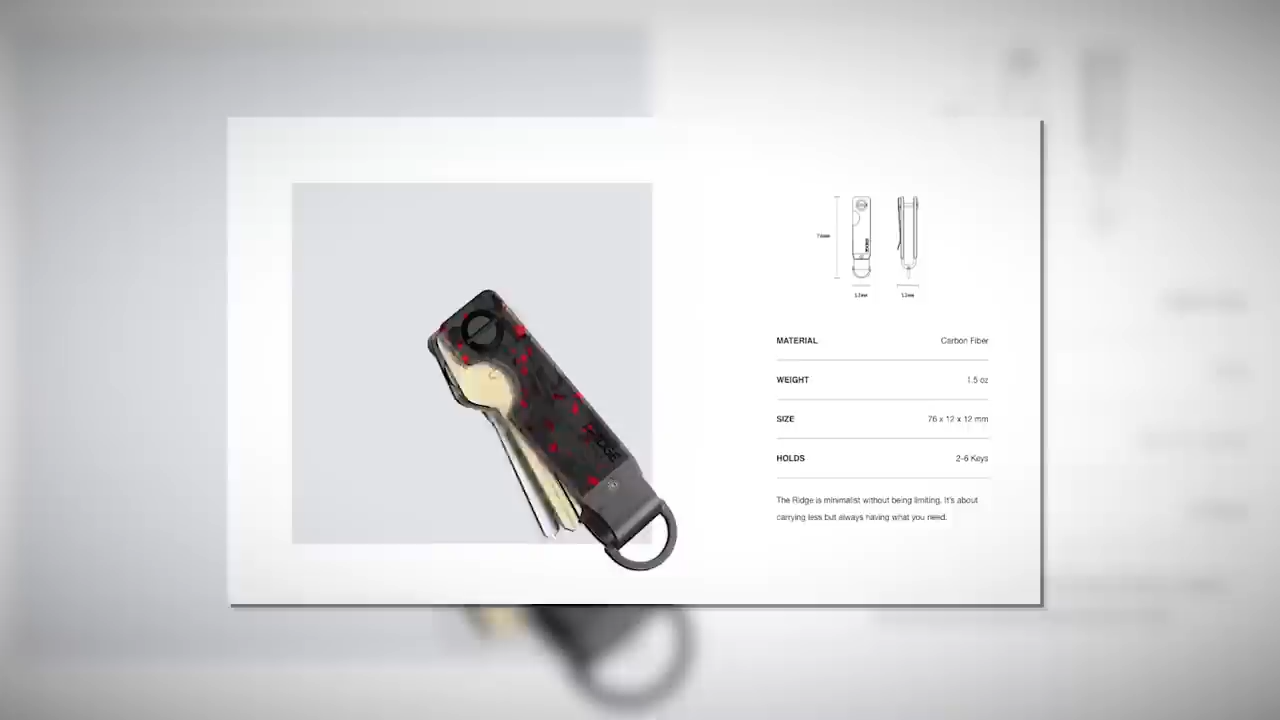 RIDGE
MATERIAL Carbon Fiber
WEIGHT 1.5 oz
SIZE 76 x 12 x 12 mm
HOLDS 2-6 Keys
The Ridge is minimalist without being limiting. It's about
carrying less but always having what you need.